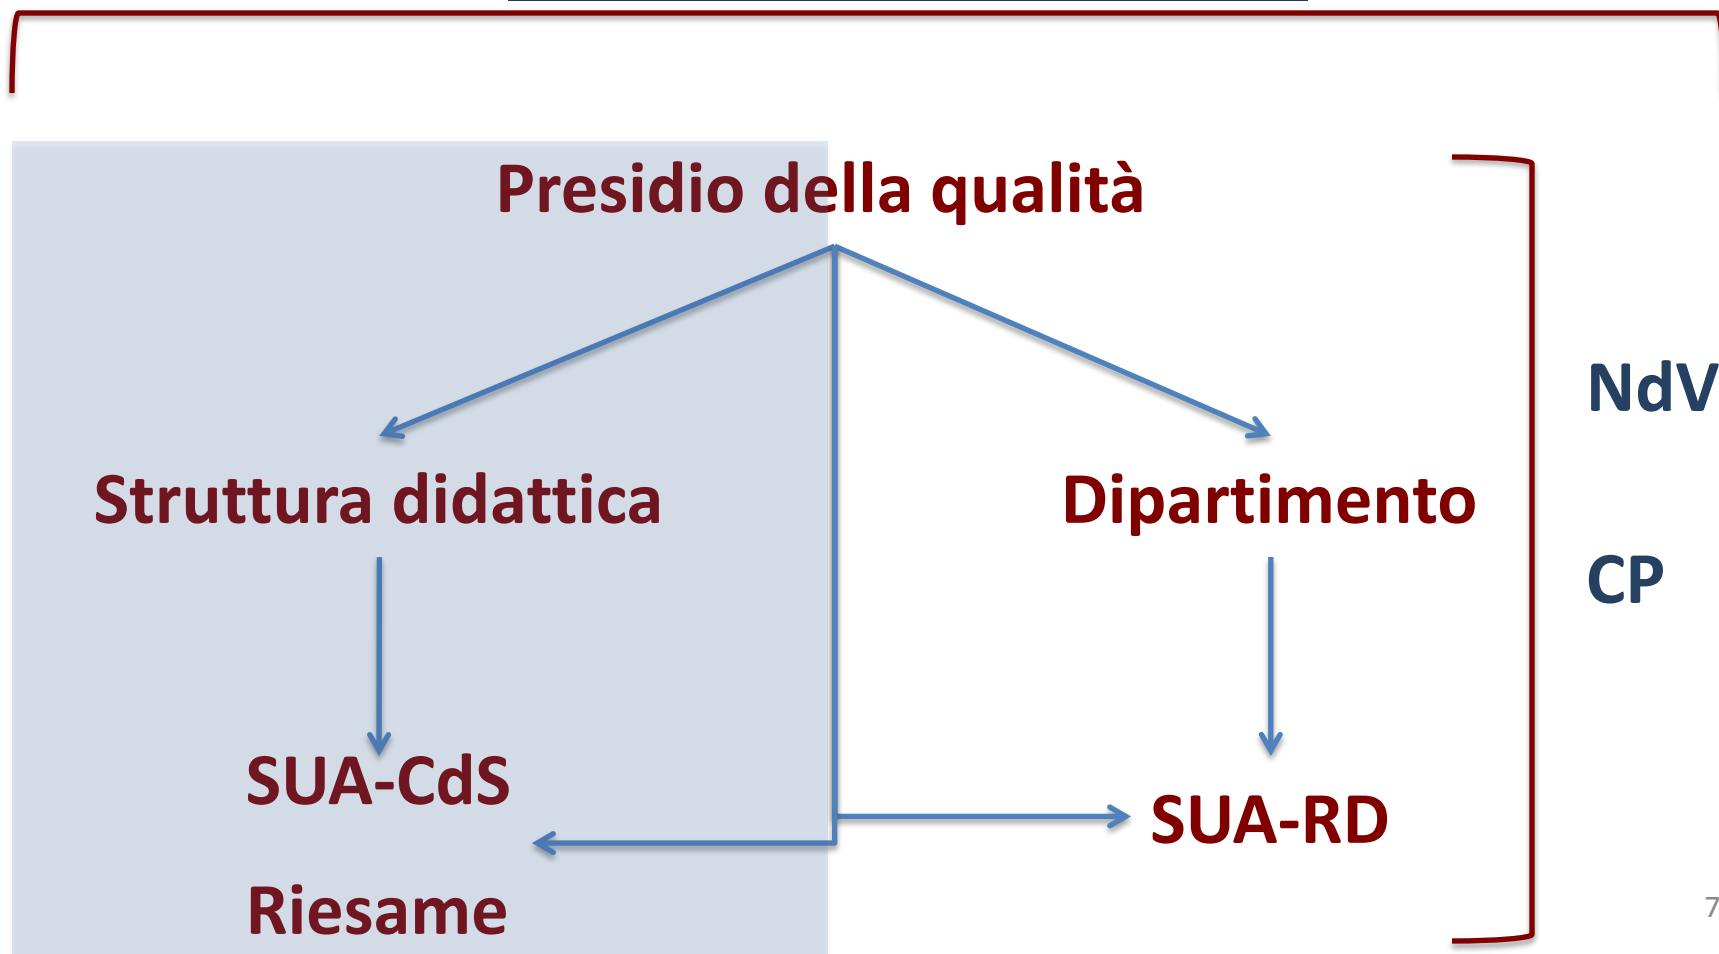 Presidio della qualità
NdV
Struttura didattica
Dipartimento
CP
SUA-CdS
SUA-RD
Riesame
7